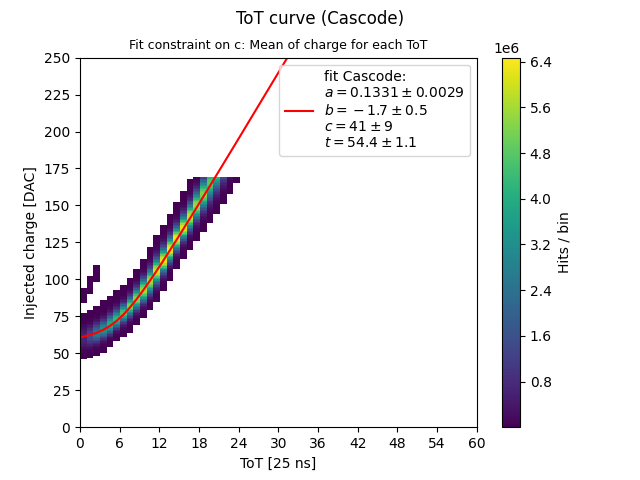 ToT curve (Cascode)
Fit constraint on c: Mean of charge for each ToT
1e6
250
225
200
175
150
125
100
75
50
25
0
Injected charge [DAC]
0 6 12 18 24 30 36 42 48 54 60
ToT [25 ns]
fit Cascode:
a = 0.1331 ± 0.0029
b = −1.7 ± 0.5
c = 41 ± 9
t = 54.4 ± 1.1
6.4
5.6
4.8
4.0
3.2
2.4
1.6
0.8
Hits / bin